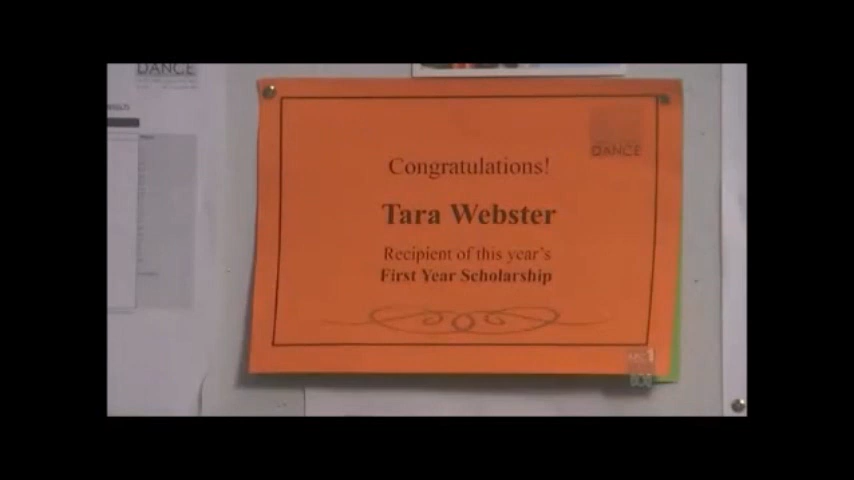 DANCE
DANCE
Congratulations!
Tara Webster
Recipient of this year's
First Year Scholarship